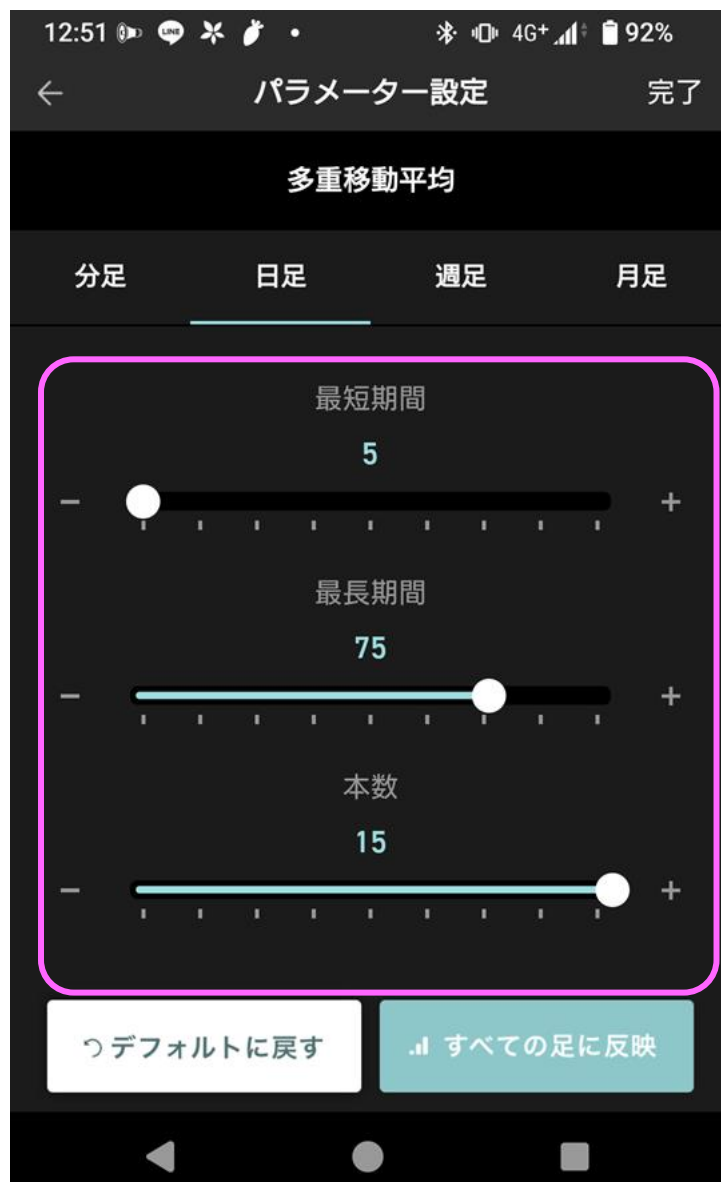 12:51 LINE 4G+ 92%
パラメーター設定 完了
多重移動平均
分足 日足 週足 月足
最短期間
5
− +
最長期間
75
− +
本数
15
− +
デフォルトに戻す すべての足に反映